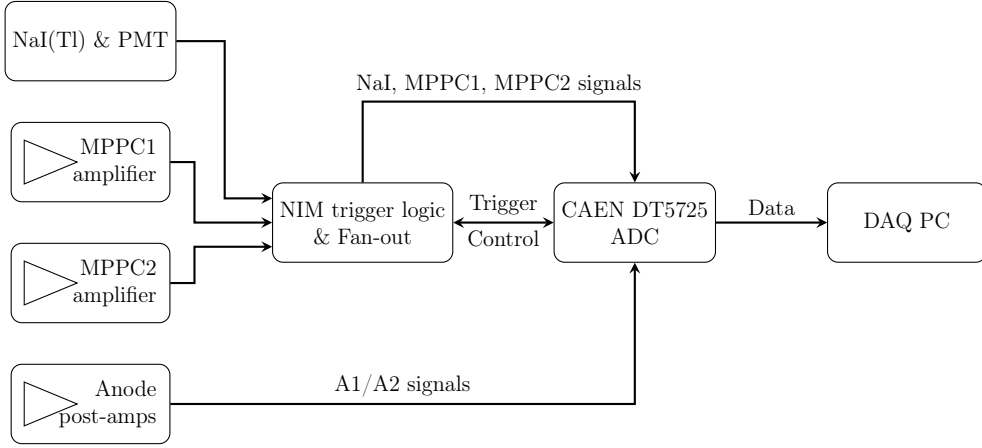 NaI(Tl) & PMT
NaI, MPPC1, MPPC2 signals
MPPC1
amplifier
NIM trigger logic
& Fan-out
Trigger
Control
CAEN DT5725
ADC
Data
DAQ PC
MPPC2
amplifier
Anode
post-amps
A1/A2 signals